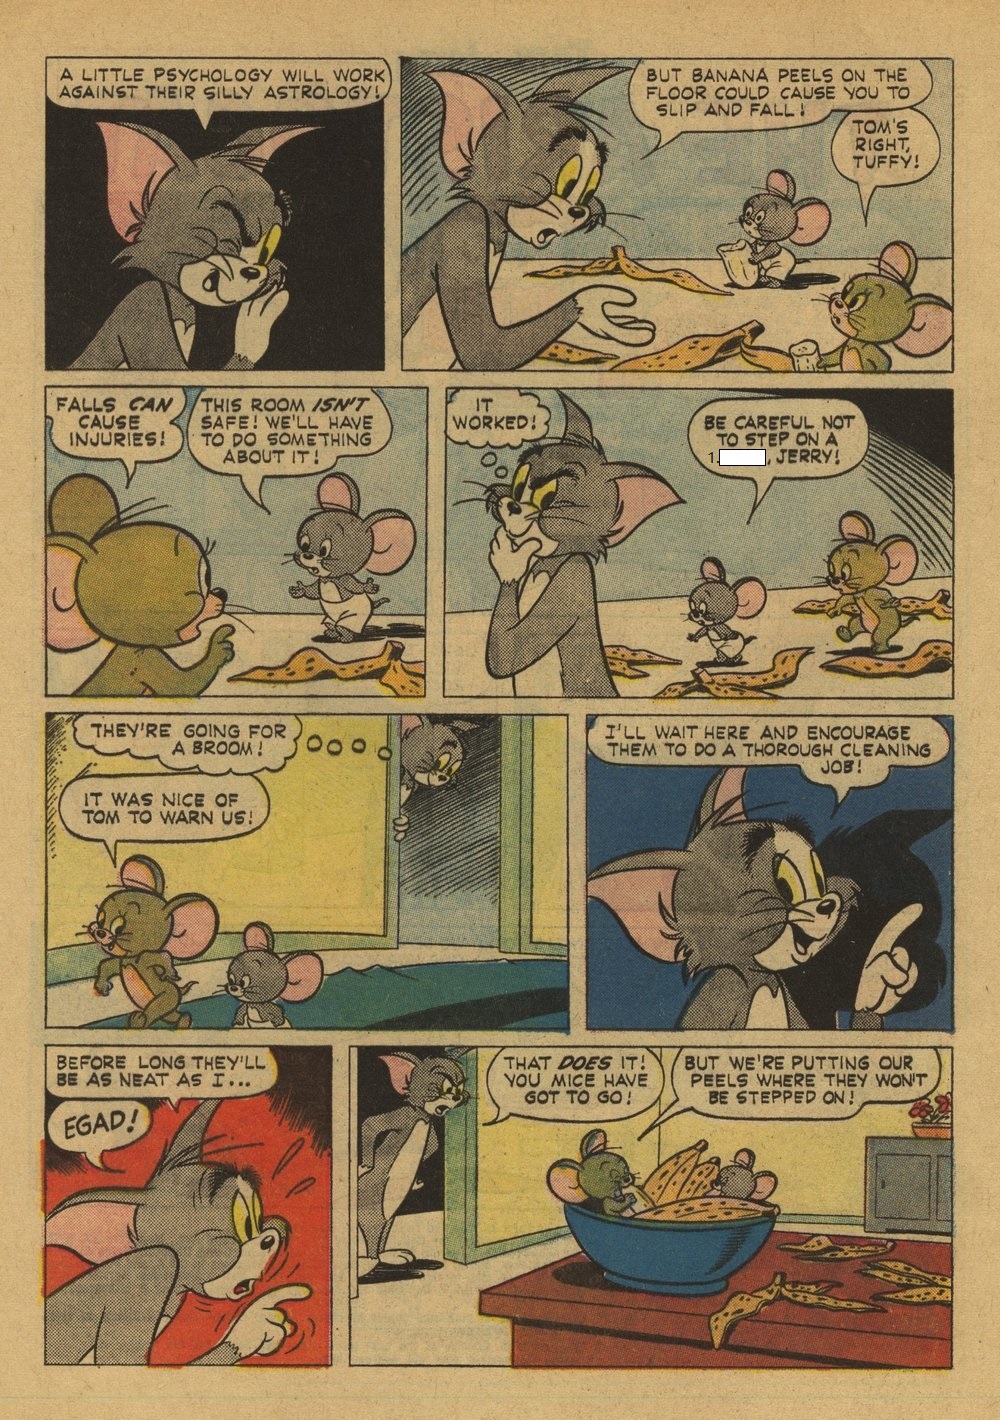 A LITTLE PSYCHOLOGY WILL WORK
AGAINST THEIR SILLY ASTROLOGY!
BUT BANANA PEELS ON THE
FLOOR COULD CAUSE YOU TO
SLIP AND FALL!
TOM'S
RIGHT,
TUFFY!
FALLS CAN
CAUSE
INJURIES!
THIS ROOM ISN'T
SAFE! WE'LL HAVE
TO DO SOMETHING
ABOUT IT!
IT
WORKED!
BE CAREFUL NOT
TO STEP ON A
1. , JERRY!
THEY'RE GOING FOR
A BROOM!
IT WAS NICE OF
TOM TO WARN US!
I'LL WAIT HERE AND ENCOURAGE
THEM TO DO A THOROUGH CLEANING
JOB!
BEFORE LONG THEY'LL
BE AS NEAT AS I...
EGAD!
THAT DOES IT!
YOU MICE HAVE
GOT TO GO!
BUT WE'RE PUTTING OUR
PEELS WHERE THEY WON'T
BE STEPPED ON!